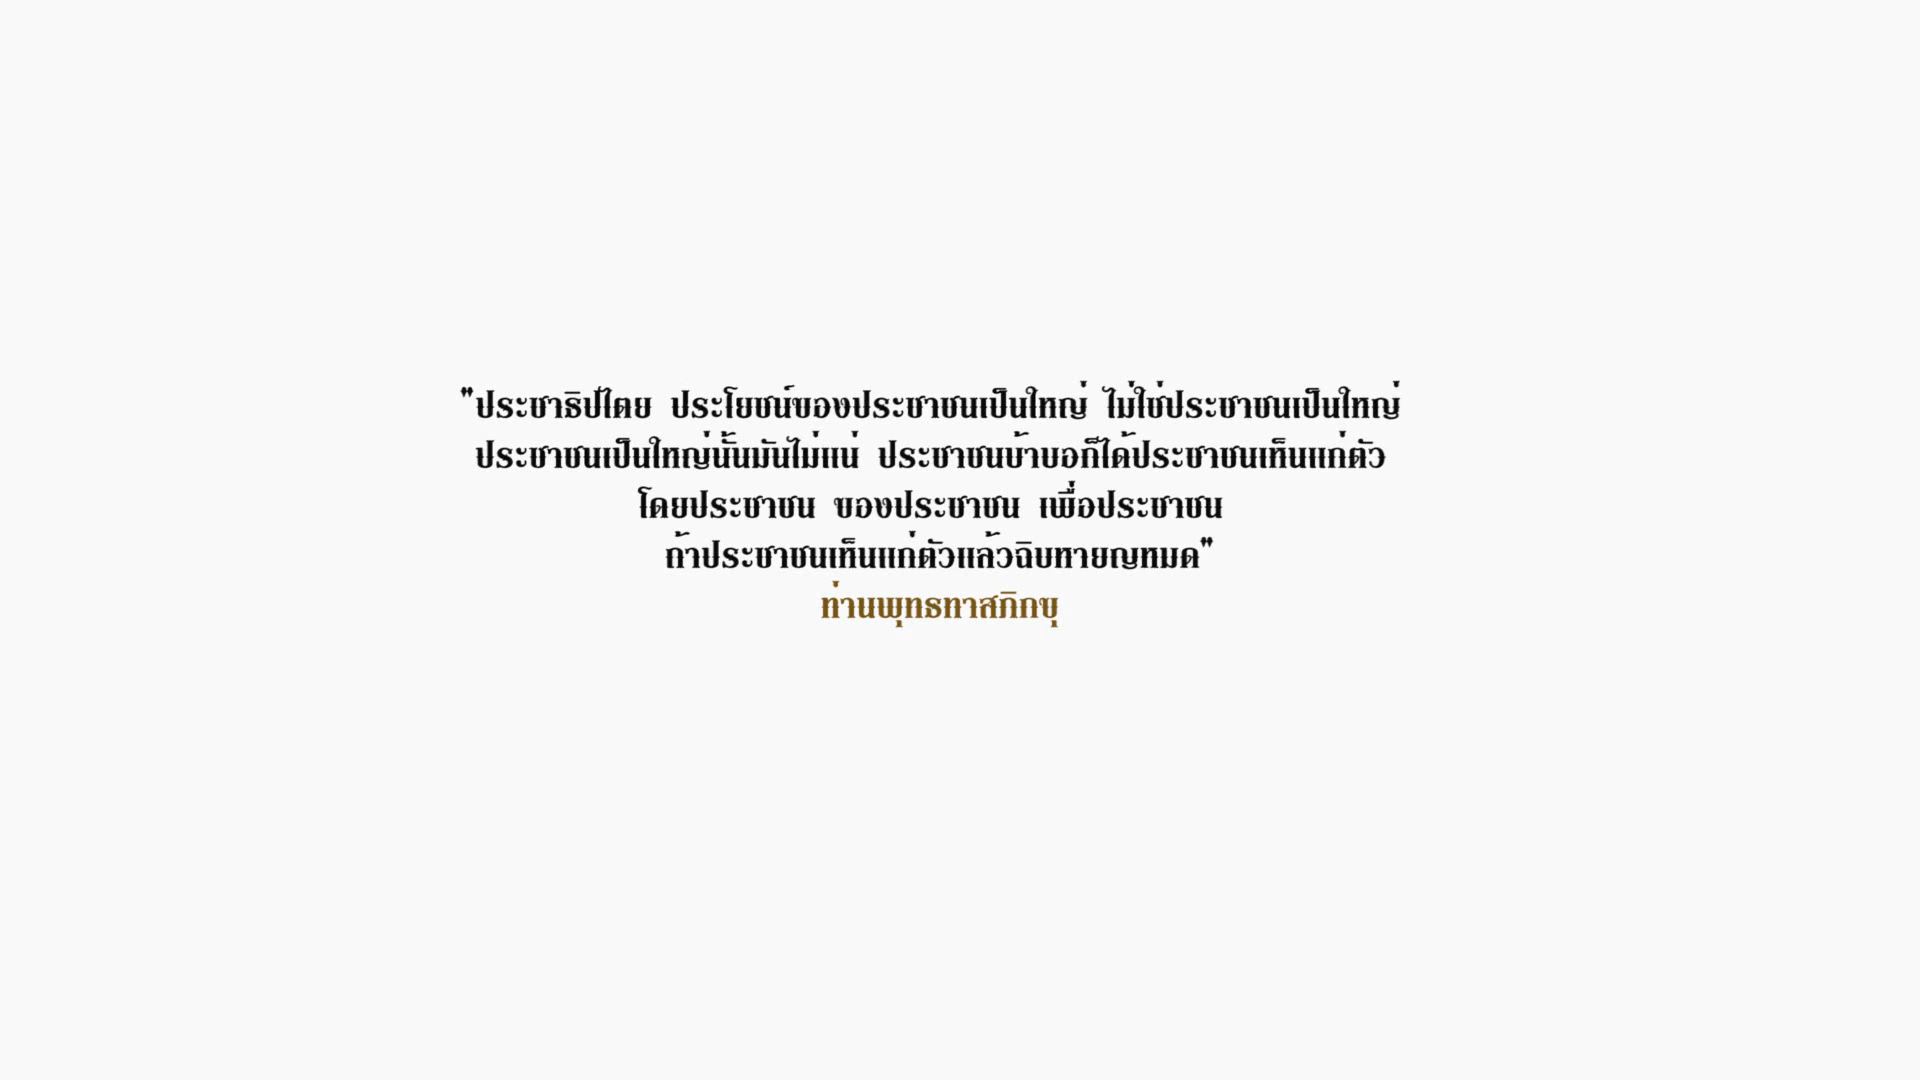 "ประชาธิปไตย ประโยชน์ของประชาชนเป็นใหญ่ ไม่ใช่ประชาชนเป็นใหญ่
ประชาชนเป็นใหญ่นั้นมันไม่แน่ ประชาชนบ้าบอก็ได้ประชาชนเห็นแก่ตัว
โดยประชาชน ของประชาชน เพื่อประชาชน
ถ้าประชาชนเห็นแก่ตัวแล้วฉิบหายญหมด"
ท่านพุทธทาสภิกขุ